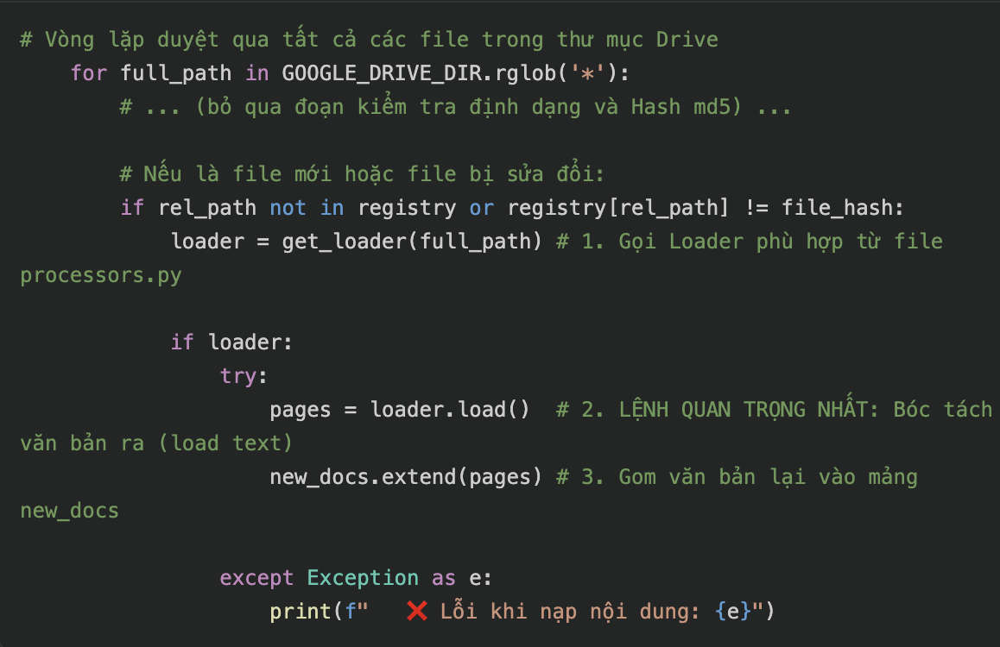 # Vòng lặp duyệt qua tất cả các file trong thư mục Drive
    for full_path in GOOGLE_DRIVE_DIR.rglob('*'):
        # ... (bỏ qua đoạn kiểm tra định dạng và Hash md5) ...

        # Nếu là file mới hoặc file bị sửa đổi:
        if rel_path not in registry or registry[rel_path] != file_hash:
            loader = get_loader(full_path) # 1. Gọi Loader phù hợp từ file
processors.py

            if loader:
                try:
                    pages = loader.load()  # 2. LỆNH QUAN TRỌNG NHẤT: Bóc tách
văn bản ra (load text)
                    new_docs.extend(pages) # 3. Gom văn bản lại vào mảng
new_docs

                except Exception as e:
                    print(f"   ❌ Lỗi khi nạp nội dung: {e}")